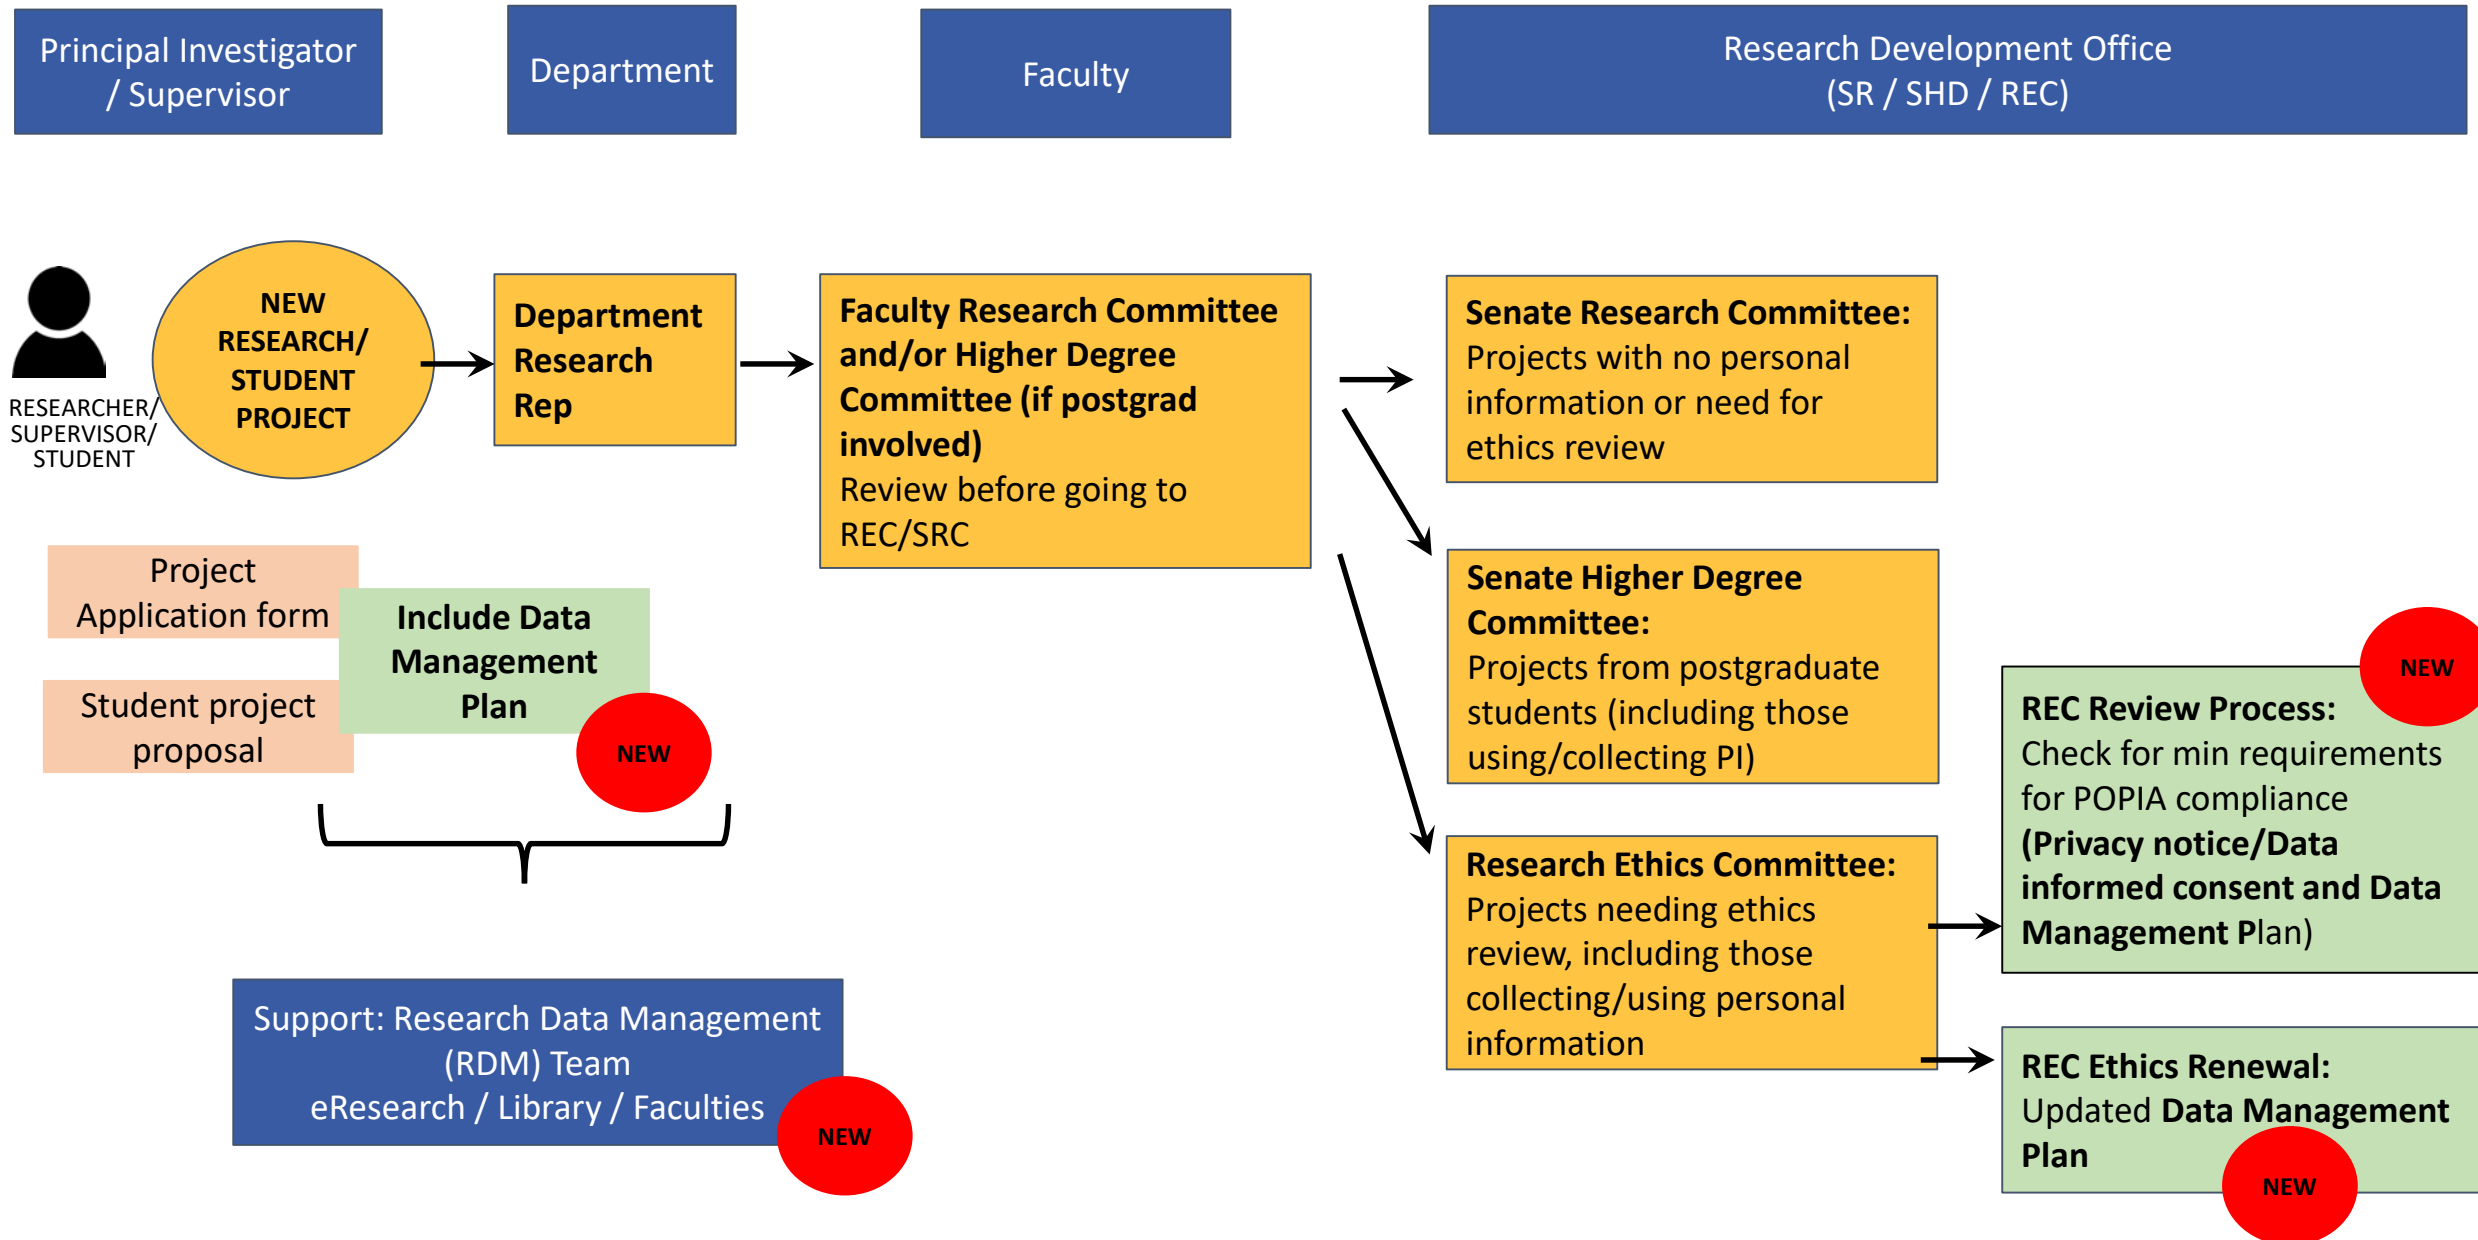 Principal Investigator
/ Supervisor
Department
Faculty
Research Development Office
(SR / SHD / REC)
RESEARCHER/
SUPERVISOR/
STUDENT
NEW
RESEARCH/
STUDENT
PROJECT
Department
Research
Rep
Faculty Research Committee
and/or Higher Degree
Committee (if postgrad
involved)
Review before going to
REC/SRC
Senate Research Committee:
Projects with no personal
information or need for
ethics review
Project
Application form
Student project
proposal
Include Data
Management
Plan
NEW
Senate Higher Degree
Committee:
Projects from postgraduate
students (including those
using/collecting PI)
Research Ethics Committee:
Projects needing ethics
review, including those
collecting/using personal
information
NEW
REC Review Process:
Check for min requirements
for POPIA compliance
(Privacy notice/Data
informed consent and Data
Management Plan)
REC Ethics Renewal:
Updated Data Management
Plan
NEW
Support: Research Data Management
(RDM) Team
eResearch / Library / Faculties
NEW